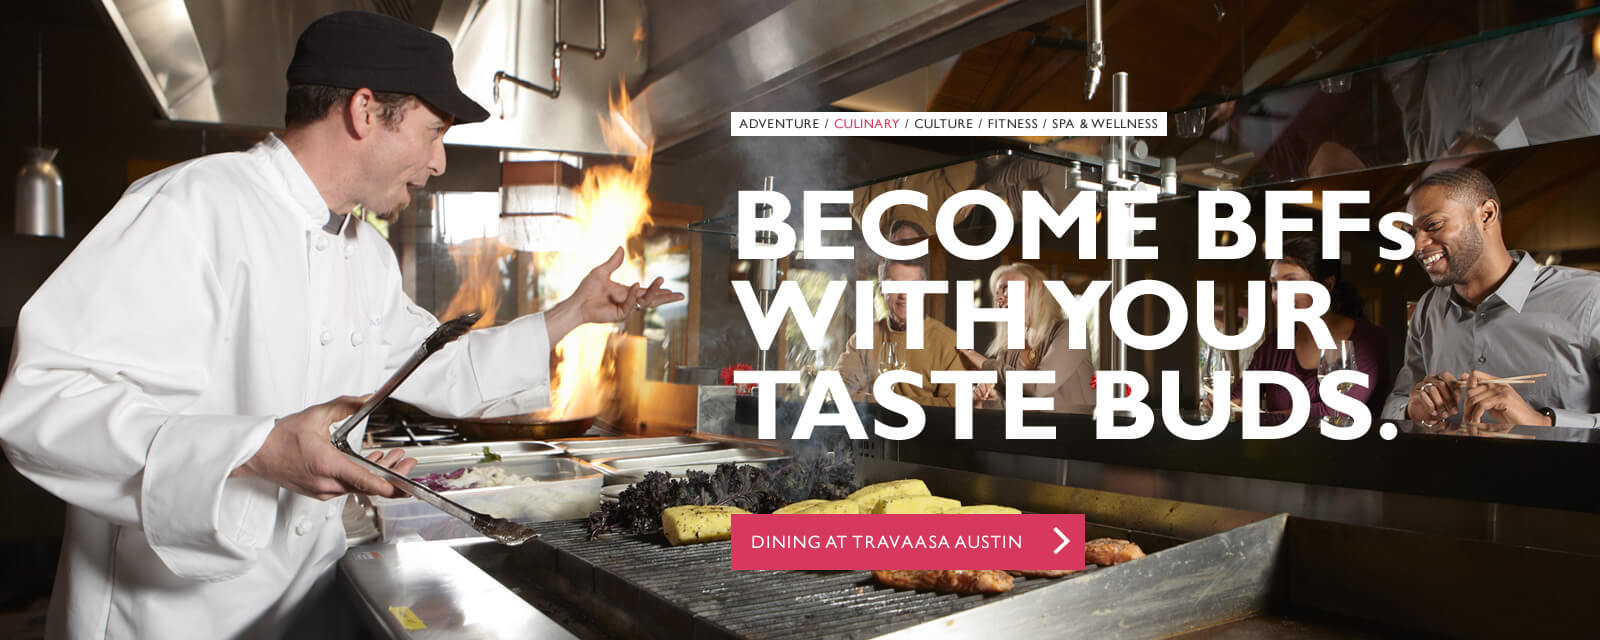 ADVENTURE / CULINARY / CULTURE / FITNESS / SPA & WELLNESS
BECOME BFFs
WITH YOUR
TASTE BUDS.
DINING AT TRAVAASA AUSTIN